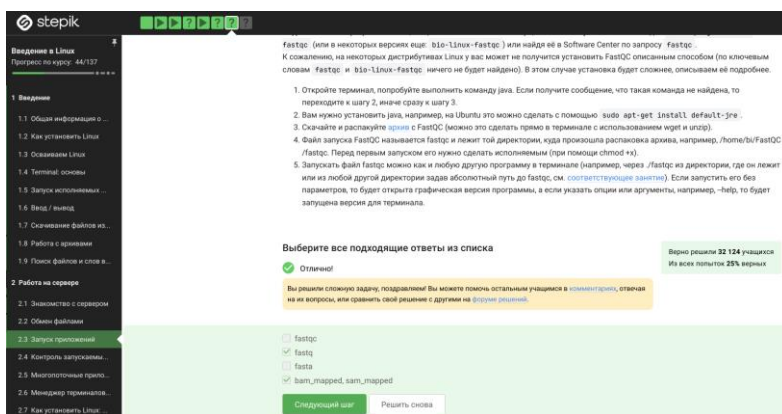 stepik
Введение в Linux
Прогресс по курсу: 44/137
1 Введение
1.1 Общая информация о ...
1.2 Как установить Linux
1.3 Осваиваем Linux
1.4 Terminal: основы
1.5 Запуск исполняемых ...
1.6 Ввод / вывод
1.7 Скачивание файлов из...
1.8 Работа с архивами
1.9 Поиск файлов и слов в...
2 Работа на сервере
2.1 Знакомство с сервером
2.2 Обмен файлами
2.3 Запуск приложений
2.4 Контроль запускаемы...
2.5 Многопоточные прило...
2.6 Менеджер терминалов...
2.7 Как установить Linux ...
fastqc (или в некоторых версиях еще: bio-linux-fastqc) или найдя её в Software Center по запросу fastqc.
К сожалению, на некоторых дистрибутивах Linux у вас может не получится установить FastQC описанным способом (по ключевым
словам fastqc и bio-linux-fastqc ничего не будет найдено). В этом случае установка будет сложнее, описываем её подробнее.
1. Откройте терминал, попробуйте выполнить команду java. Если получите сообщение, что такая команда не найдена, то
переходите к шагу 2, иначе сразу к шагу 3.
2. Вам нужно установить java, например, на Ubuntu это можно сделать с помощью sudo apt-get install default-jre .
3. Скачайте и распакуйте архив с FastQC (можно это сделать прямо в терминале с использованием wget и unzip).
4. Файл запуска FastQC называется fastqc и лежит той директории, куда произошла распаковка архива, например, /home/bi/FastQC
/fastqc. Перед первым запуском его нужно сделать исполняемым (при помощи chmod +x).
5. Запускать файл fastqc можно как и любую другую программу в терминале (например, через ./fastqc из директории, где он лежит
или из любой другой директории задав абсолютный путь до fastqc, см. соответствующее занятие). Если запустить его без
параметров, то будет открыта графическая версия программы, а если указать опции или аргументы, например, --help, то будет
запущена версия для терминала.
Выберите все подходящие ответы из списка
Верно решили 32 124 учащихся
Из всех попыток 25% верных
Отлично!
Вы решили сложную задачу, поздравляем! Вы можете помочь остальным учащимся в комментариях, отвечая
на их вопросы, или сравнить своё решение с другими на форуме решений.
fastqc
fastq
fasta
bam_mapped, sam_mapped
Следующий шаг
Решить снова